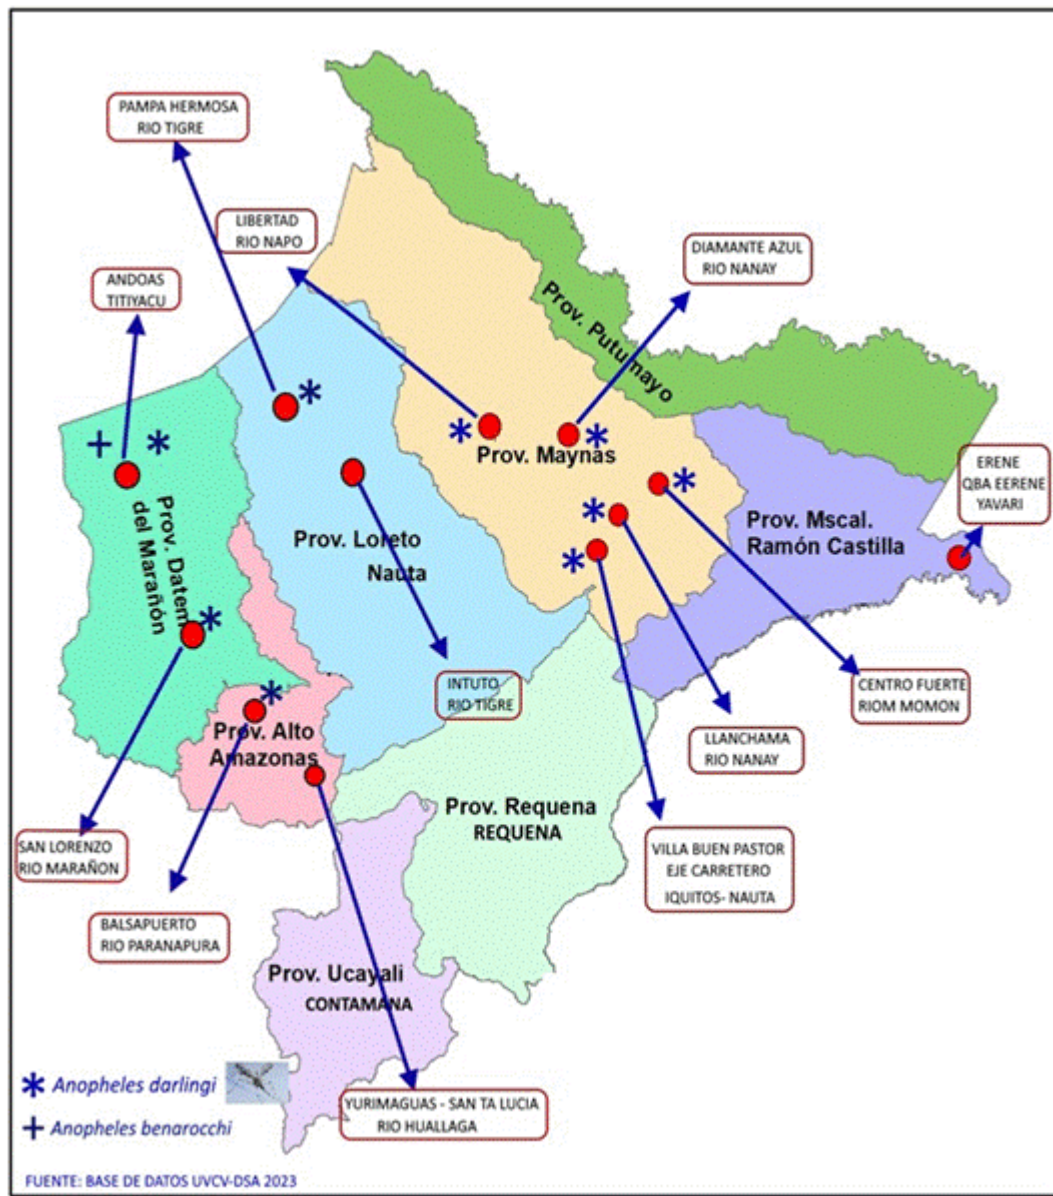 PAMPA HERMOSA
RIO TIGRE
LIBERTAD
RIO NAPO
DIAMANTE AZUL
RIO NANAY
ANDOAS
TITIYACU
Prov. Putumayo
Prov. Maynas
ERENE
QBA EERENE
YAVARI
Prov. Datem
del Marañón
Prov. Loreto
Nauta
Prov. Mscal.
Ramón Castilla
INTUTO
RIO TIGRE
CENTRO FUERTE
RIOM MOMON
LLANCHAMA
RIO NANAY
Prov. Alto
Amazonas
Prov. Requena
REQUENA
SAN LORENZO
RIO MARAÑON
VILLA BUEN PASTOR
EJE CARRETERO
IQUITOS- NAUTA
BALSAPUERTO
RIO PARANAPURA
Prov. Ucayali
CONTAMANA
Anopheles darlingi
YURIMAGUAS - SAN TA LUCIA
RIO HUALLAGA
Anopheles benarocchi
FUENTE: BASE DE DATOS UVCV-DSA 2023